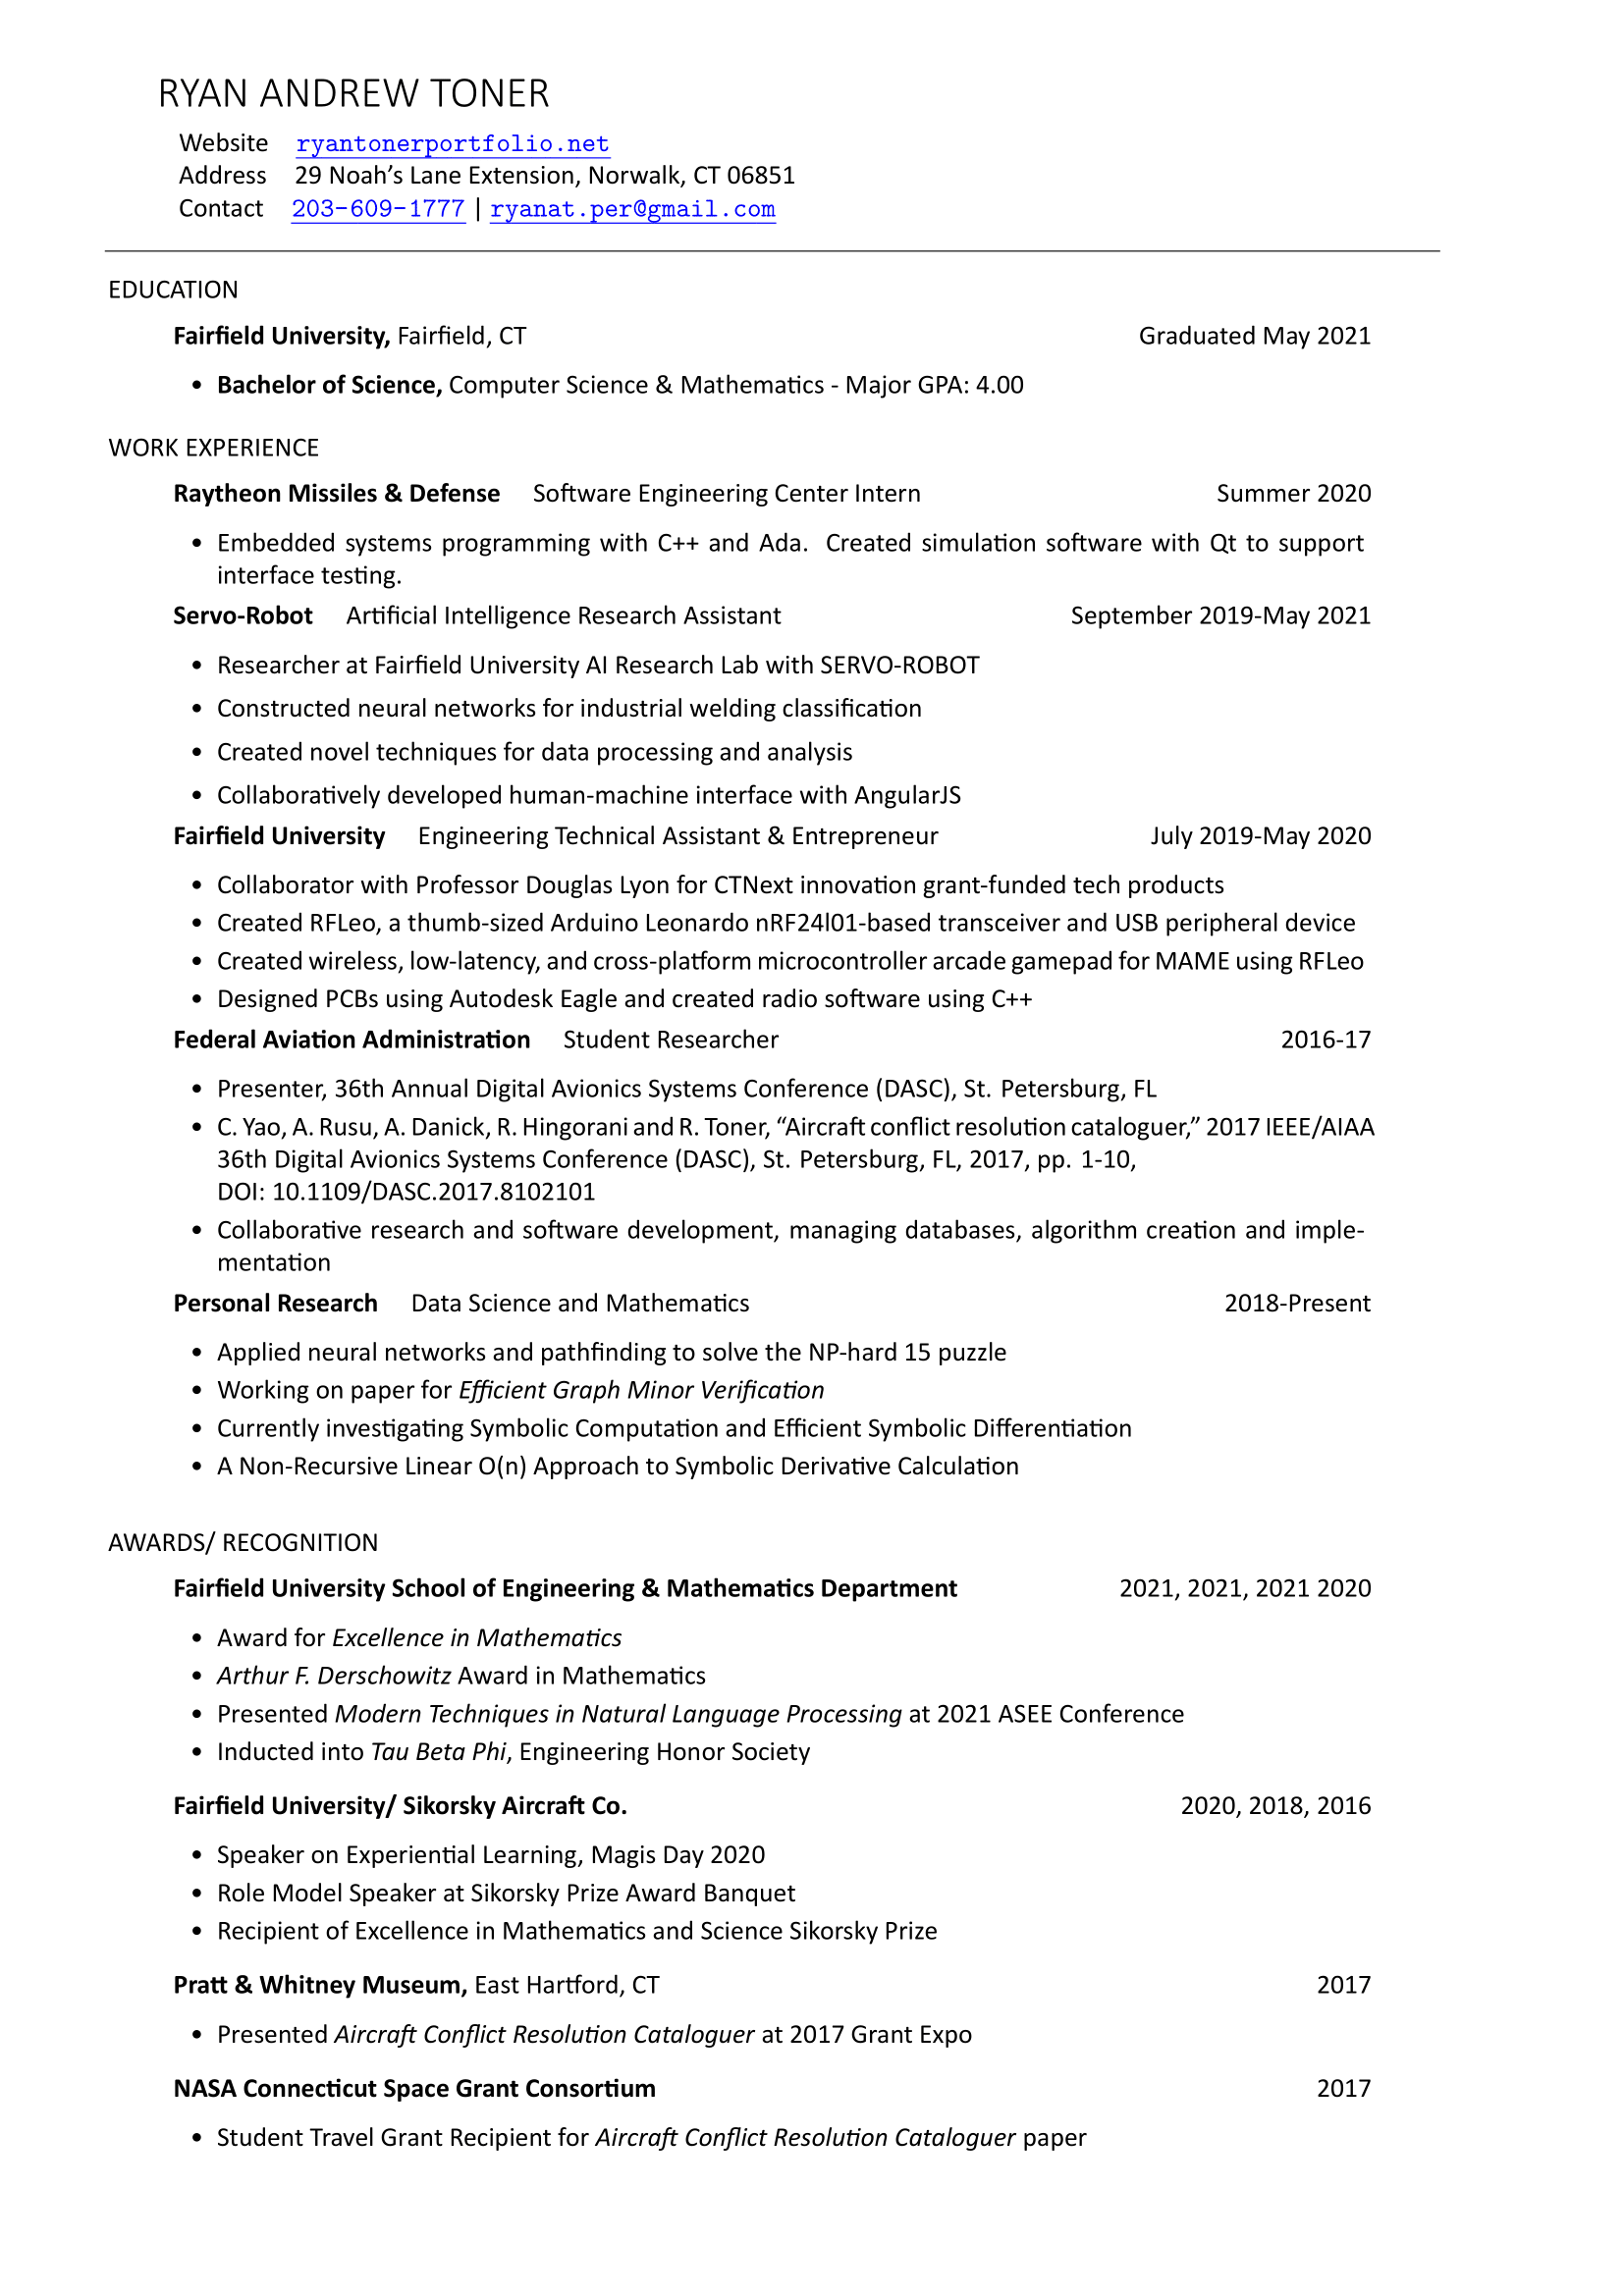 RYAN ANDREW TONER
Website ryantonerportfolio.net
Address 29 Noah’s Lane Extension, Norwalk, CT 06851
Contact 203-609-1777 | ryanat.per@gmail.com
EDUCATION
Fairfield University, Fairfield, CT Graduated May 2021
• Bachelor of Science, Computer Science & Mathematics - Major GPA: 4.00
WORK EXPERIENCE
Raytheon Missiles & Defense Software Engineering Center Intern Summer 2020
• Embedded systems programming with C++ and Ada. Created simulation software with Qt to support
interface testing.
Servo-Robot Artificial Intelligence Research Assistant September 2019-May 2021
• Researcher at Fairfield University AI Research Lab with SERVO-ROBOT
• Constructed neural networks for industrial welding classification
• Created novel techniques for data processing and analysis
• Collaboratively developed human-machine interface with AngularJS
Fairfield University Engineering Technical Assistant & Entrepreneur July 2019-May 2020
• Collaborator with Professor Douglas Lyon for CTNext innovation grant-funded tech products
• Created RFLeo, a thumb-sized Arduino Leonardo nRF24l01-based transceiver and USB peripheral device
• Created wireless, low-latency, and cross-platform microcontroller arcade gamepad for MAME using RFLeo
• Designed PCBs using Autodesk Eagle and created radio software using C++
Federal Aviation Administration Student Researcher 2016-17
• Presenter, 36th Annual Digital Avionics Systems Conference (DASC), St. Petersburg, FL
• C. Yao, A. Rusu, A. Danick, R. Hingorani and R. Toner, “Aircraft conflict resolution cataloguer,” 2017 IEEE/AIAA
36th Digital Avionics Systems Conference (DASC), St. Petersburg, FL, 2017, pp. 1-10,
DOI: 10.1109/DASC.2017.8102101
• Collaborative research and software development, managing databases, algorithm creation and imple-
mentation
Personal Research Data Science and Mathematics 2018-Present
• Applied neural networks and pathfinding to solve the NP-hard 15 puzzle
• Working on paper for Efficient Graph Minor Verification
• Currently investigating Symbolic Computation and Efficient Symbolic Differentiation
• A Non-Recursive Linear O(n) Approach to Symbolic Derivative Calculation
AWARDS/ RECOGNITION
Fairfield University School of Engineering & Mathematics Department 2021, 2021, 2021 2020
• Award for Excellence in Mathematics
• Arthur F. Derschowitz Award in Mathematics
• Presented Modern Techniques in Natural Language Processing at 2021 ASEE Conference
• Inducted into Tau Beta Phi, Engineering Honor Society
Fairfield University/ Sikorsky Aircraft Co. 2020, 2018, 2016
• Speaker on Experiential Learning, Magis Day 2020
• Role Model Speaker at Sikorsky Prize Award Banquet
• Recipient of Excellence in Mathematics and Science Sikorsky Prize
Pratt & Whitney Museum, East Hartford, CT 2017
• Presented Aircraft Conflict Resolution Cataloguer at 2017 Grant Expo
NASA Connecticut Space Grant Consortium 2017
• Student Travel Grant Recipient for Aircraft Conflict Resolution Cataloguer paper